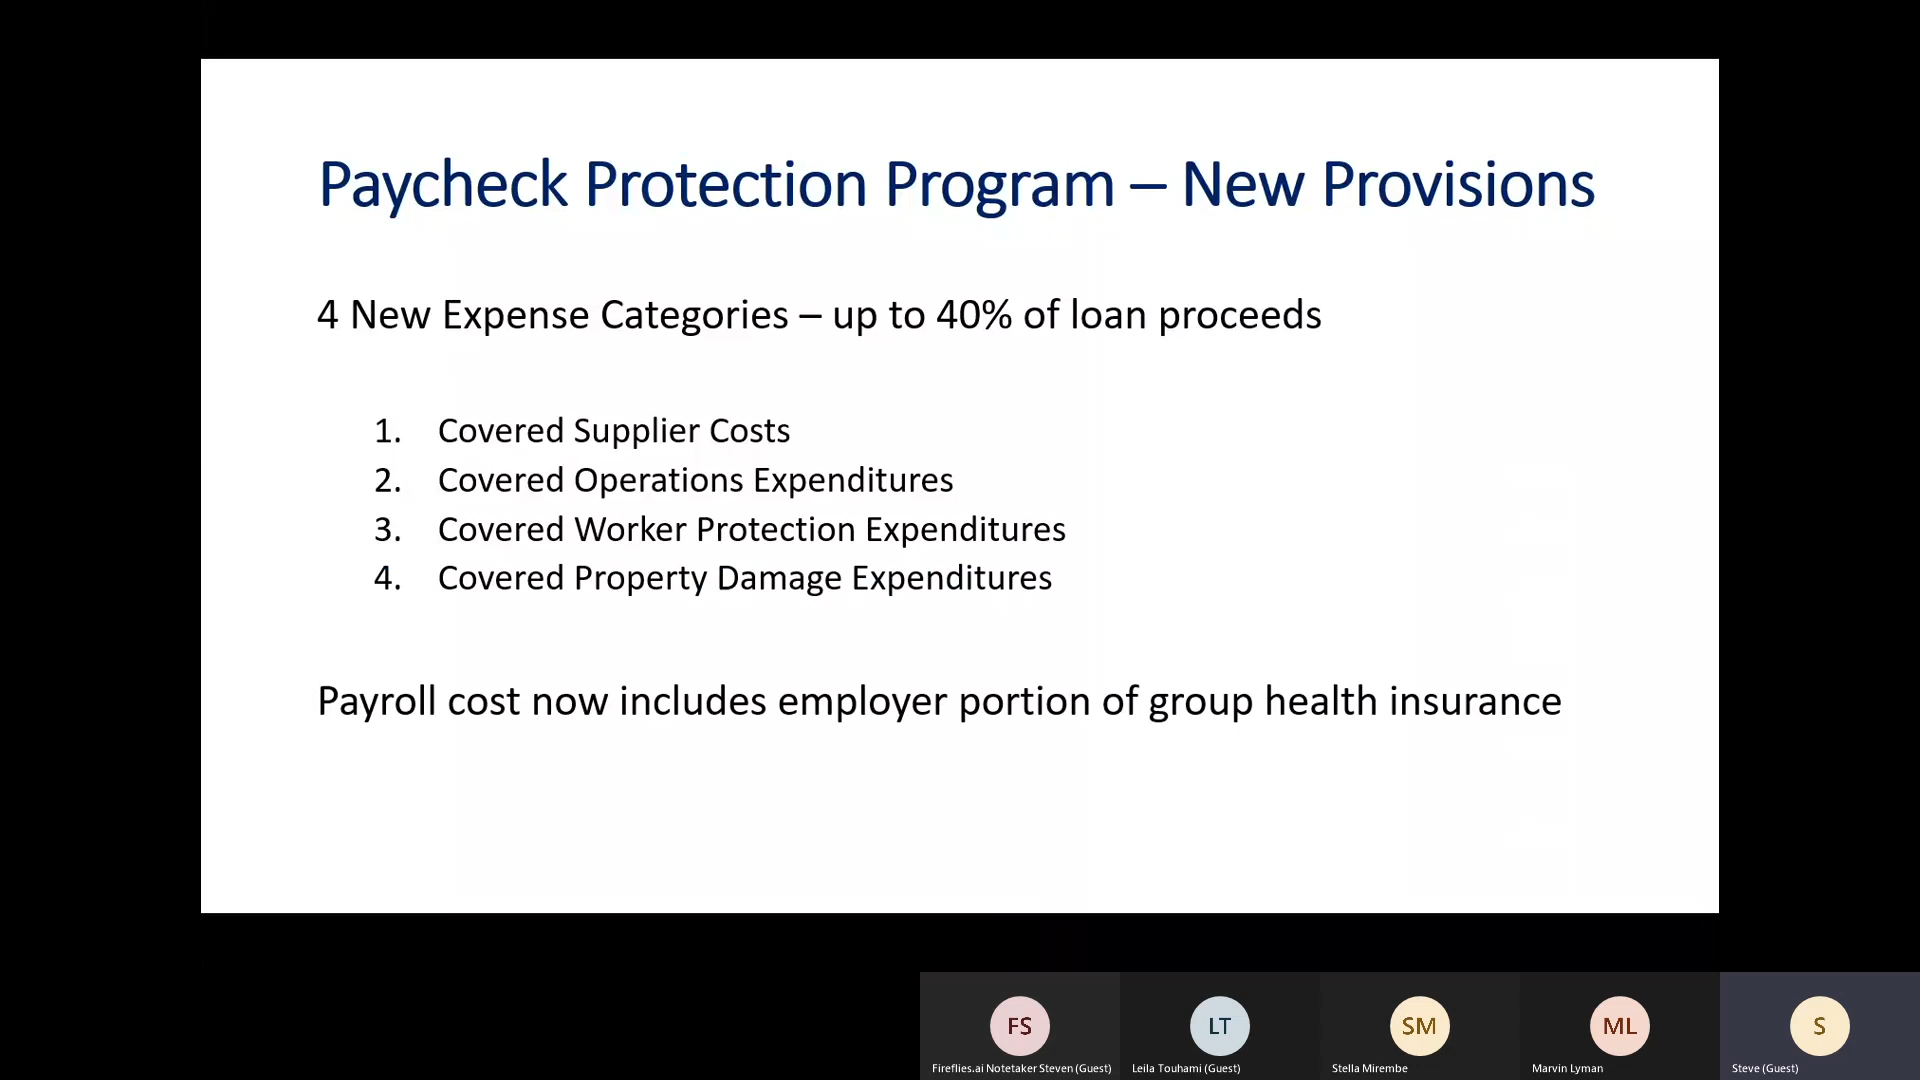 Paycheck Protection Program – New Provisions
4 New Expense Categories – up to 40% of loan proceeds
1. Covered Supplier Costs
2. Covered Operations Expenditures
3. Covered Worker Protection Expenditures
4. Covered Property Damage Expenditures
Payroll cost now includes employer portion of group health insurance
FS
LT
SM
ML
S
Fireflies.ai Notetaker Steven (Guest)
Leila Touhami (Guest)
Stella Mirembe
Marvin Lyman
Steve (Guest)